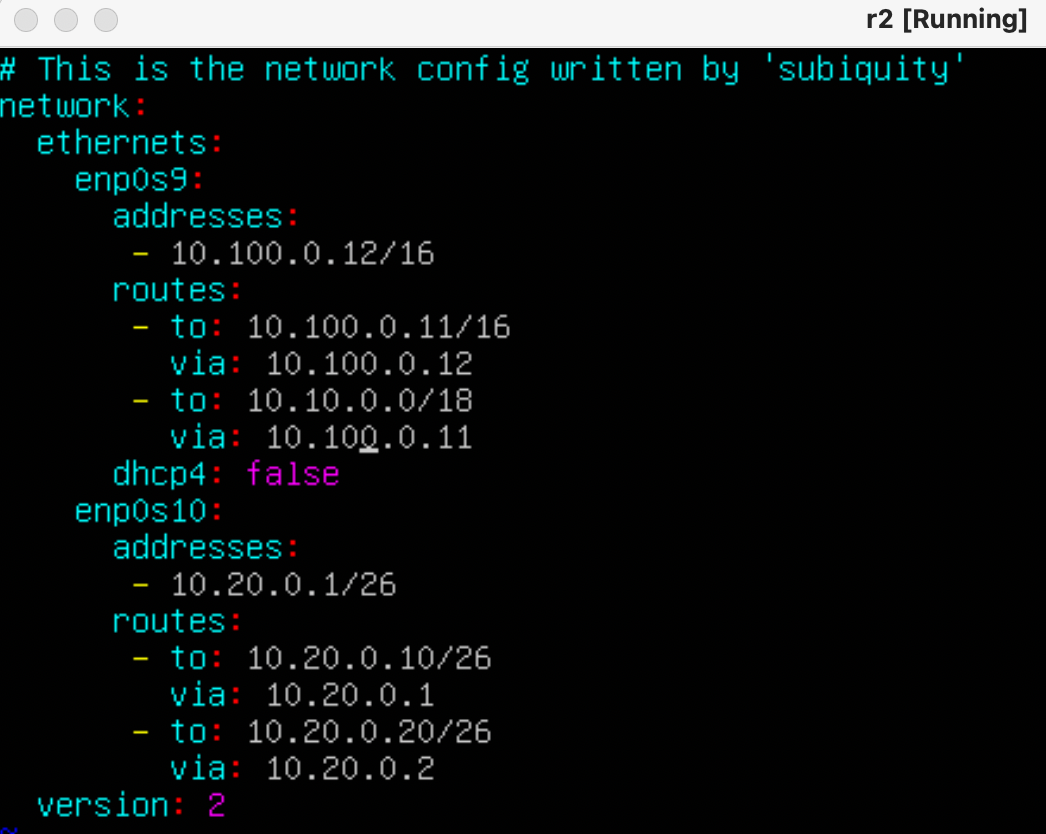 r2 [Running]
# This is the network config written by 'subiquity'
network:
  ethernets:
    enp0s9:
      addresses:
       - 10.100.0.12/16
      routes:
       - to: 10.100.0.11/16
         via: 10.100.0.12
       - to: 10.10.0.0/18
         via: 10.100.0.11
      dhcp4: false
    enp0s10:
      addresses:
       - 10.20.0.1/26
      routes:
       - to: 10.20.0.10/26
         via: 10.20.0.1
       - to: 10.20.0.20/26
         via: 10.20.0.2
  version: 2
~